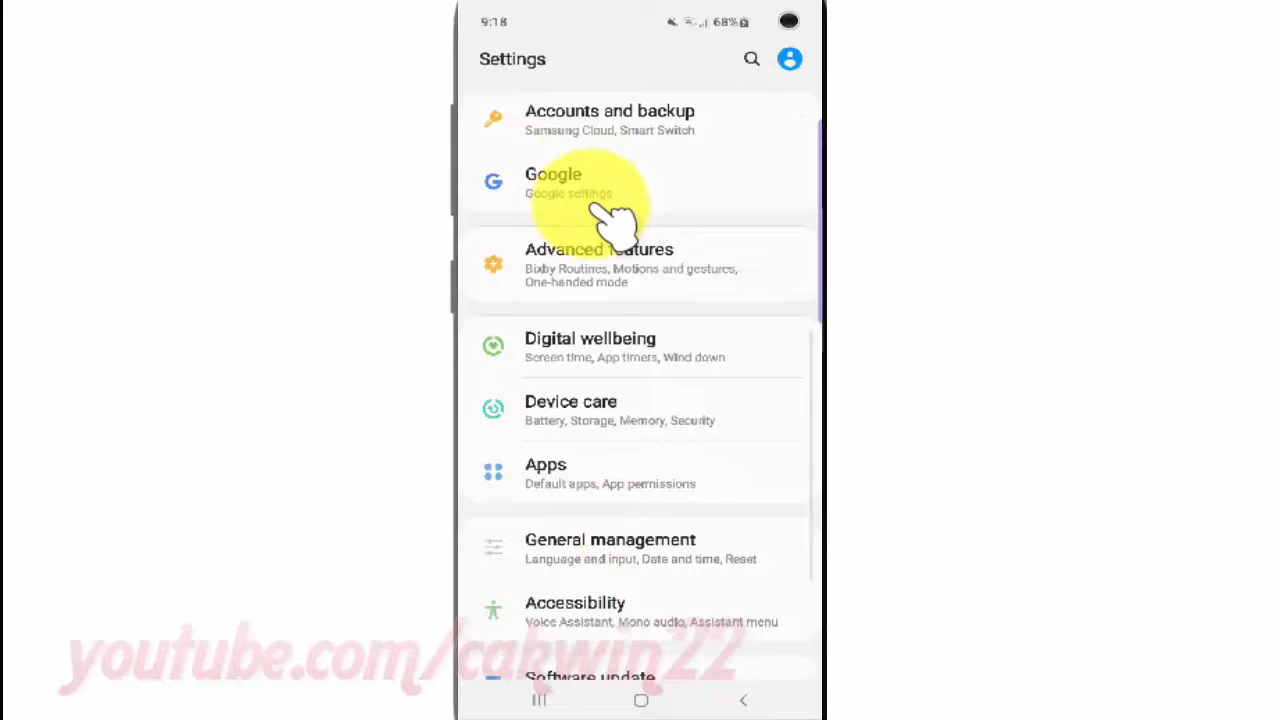 9:18
68%
Settings
Accounts and backup
Samsung Cloud, Smart Switch
Google
Google settings
Advanced features
Bixby Routines, Motions and gestures,
One-handed mode
Digital wellbeing
Screen time, App timers, Wind down
Device care
Battery, Storage, Memory, Security
Apps
Default apps, App permissions
General management
Language and input, Date and time, Reset
Accessibility
Voice Assistant, Mono audio, Assistant menu
youtube.com/cakwin22
Software update